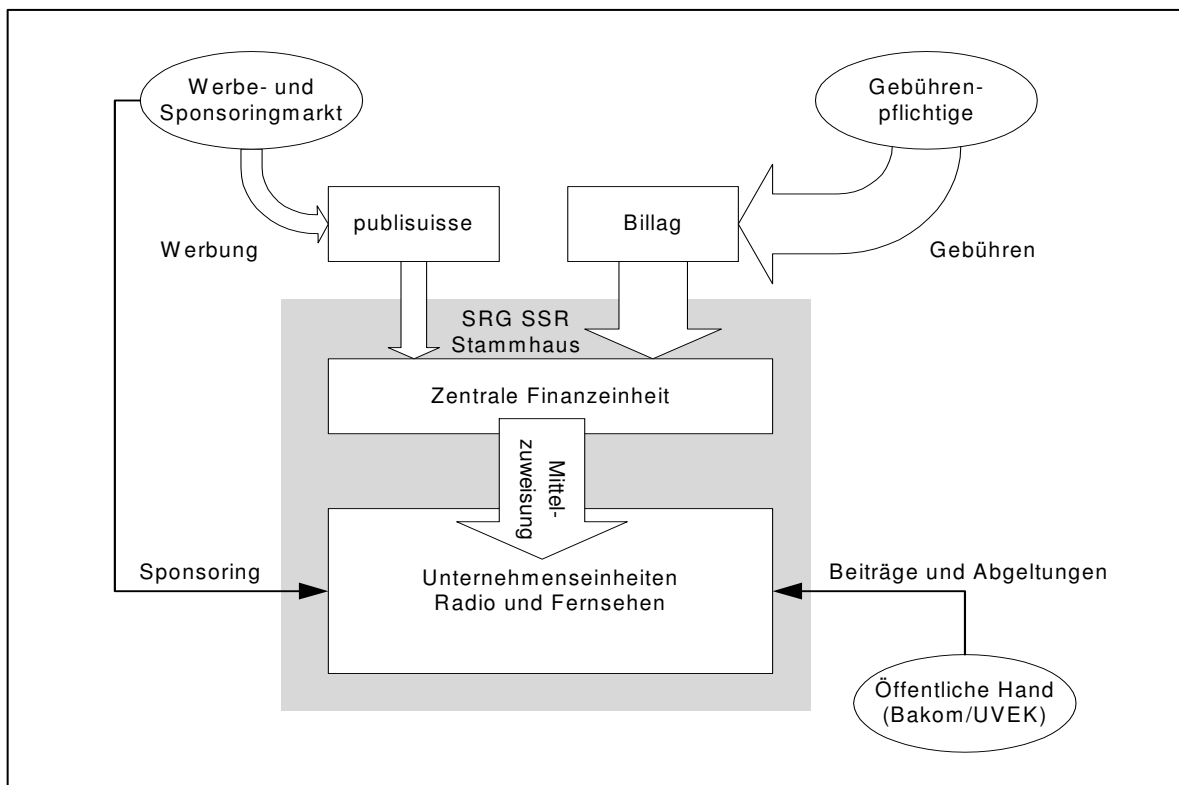 Werbe- und
Sponsoringmarkt
Gebühren-
pflichtige
publisuisse
Billag
Werbung
Gebühren
SRG SSR
Stammhaus
Zentrale Finanzeinheit
Mittel-
zuweisung
Sponsoring
Beiträge und Abgeltungen
Unternehmenseinheiten
Radio und Fernsehen
Öffentliche Hand
(Bakom/UVEK)